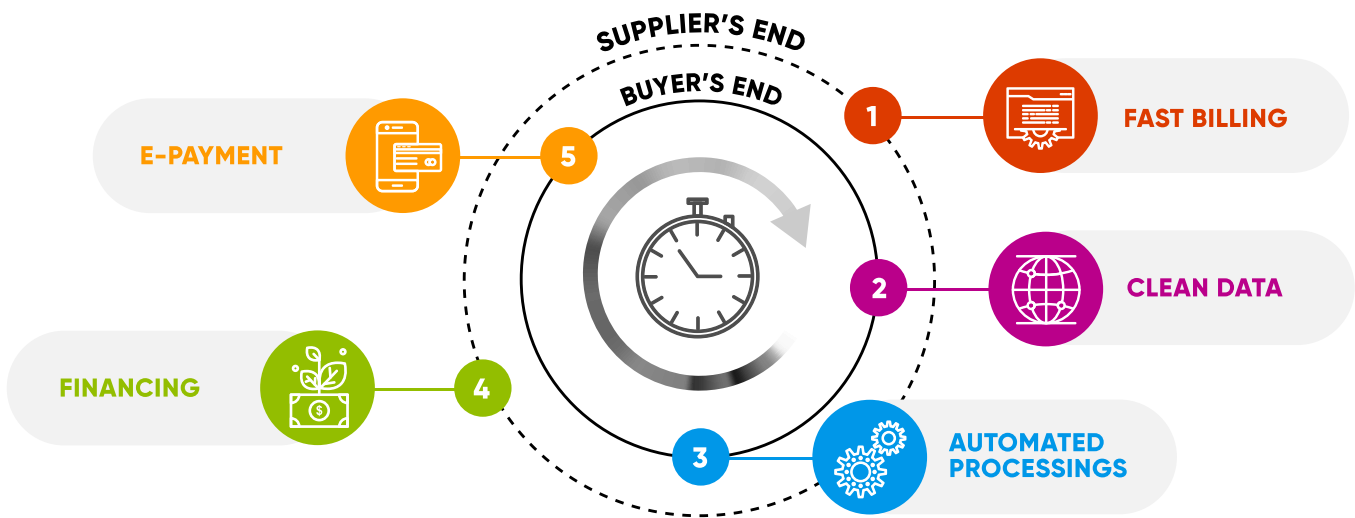 SUPPLIER'S END
BUYER'S END
1
FAST BILLING
2
CLEAN DATA
3
AUTOMATED
PROCESSINGS
4
FINANCING
$
5
E-PAYMENT